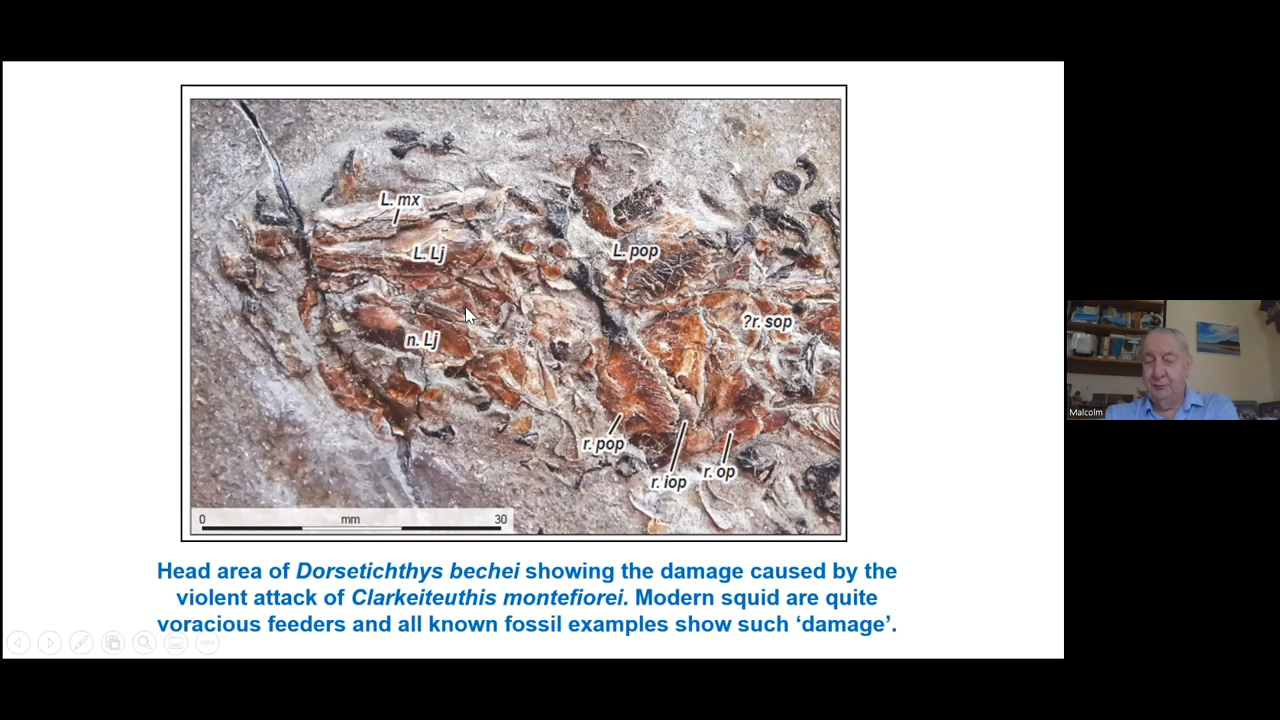 L. mx
L. Lj
L. pop
?r. sop
n. Lj
r. pop
r. iop
r. op
0 mm 30
Head area of Dorsetichthys bechei showing the damage caused by the
violent attack of Clarkeiteuthis montefiorei. Modern squid are quite
voracious feeders and all known fossil examples show such ‘damage’.
Malcolm